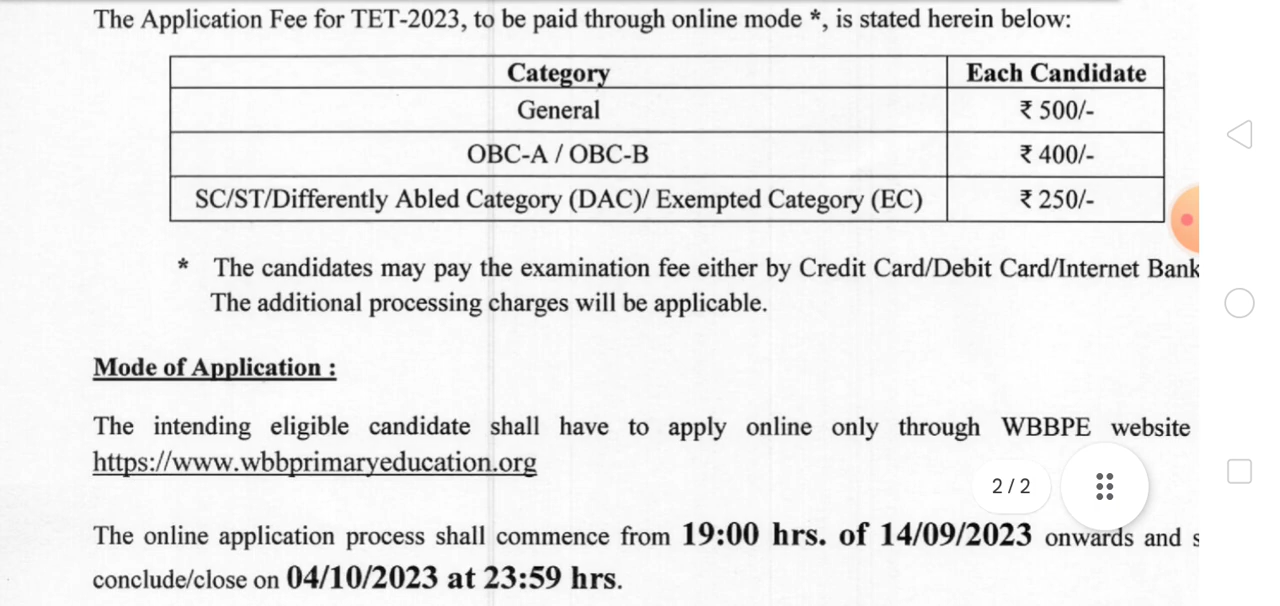 The Application Fee for TET-2023, to be paid through online mode *, is stated herein below:
Category Each Candidate
General ₹ 500/-
OBC-A / OBC-B ₹ 400/-
SC/ST/Differently Abled Category (DAC)/ Exempted Category (EC) ₹ 250/-
* The candidates may pay the examination fee either by Credit Card/Debit Card/Internet Bank
The additional processing charges will be applicable.
Mode of Application :
The intending eligible candidate shall have to apply online only through WBBPE website
https://www.wbbprimaryeducation.org
2 / 2
The online application process shall commence from 19:00 hrs. of 14/09/2023 onwards and s
conclude/close on 04/10/2023 at 23:59 hrs.